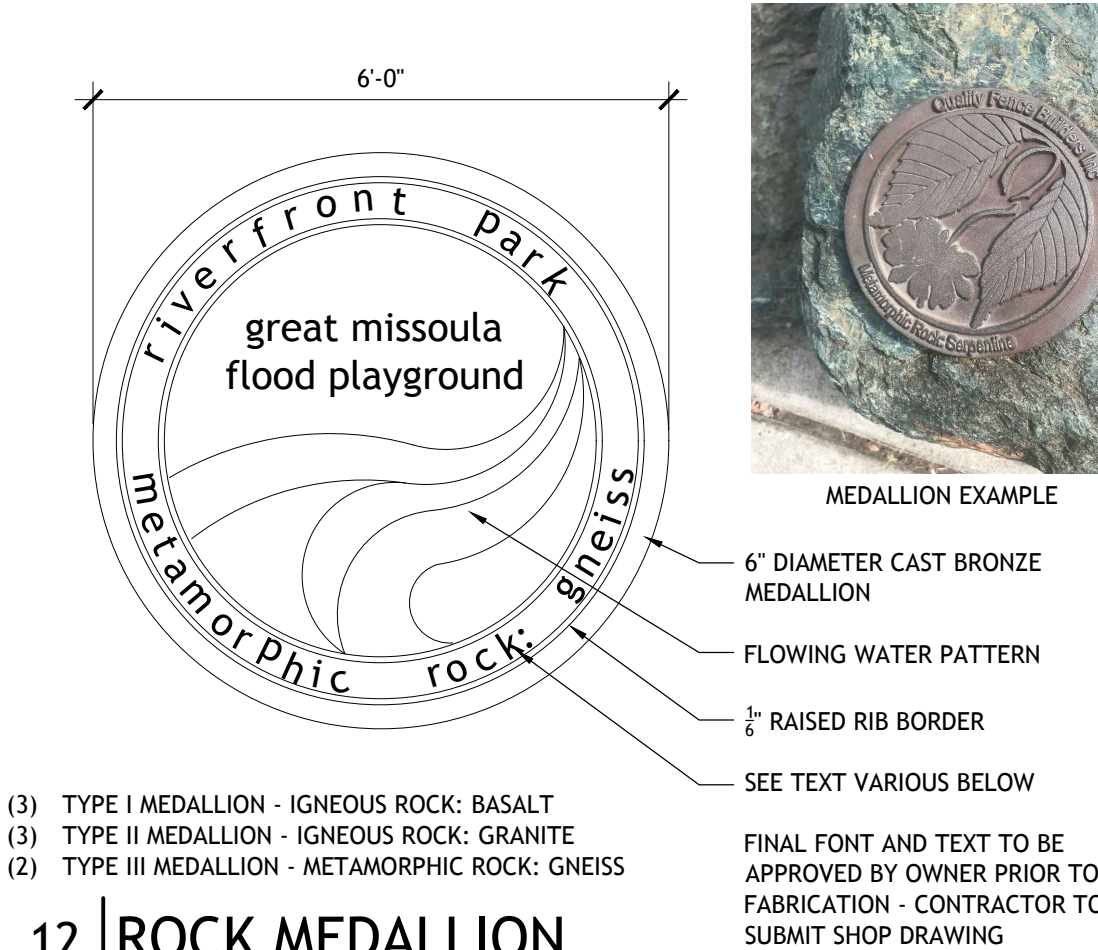 6'-0"
riverfront park
great missoula
flood playground
metamorphic rock: gneiss
Quality Fence Builders Inc
Metamorphic Rock: Serpentine
MEDALLION EXAMPLE
6" DIAMETER CAST BRONZE
MEDALLION
FLOWING WATER PATTERN
1/6" RAISED RIB BORDER
SEE TEXT VARIOUS BELOW
FINAL FONT AND TEXT TO BE
APPROVED BY OWNER PRIOR TO
FABRICATION - CONTRACTOR TO
SUBMIT SHOP DRAWING
(3) TYPE I MEDALLION - IGNEOUS ROCK: BASALT
(3) TYPE II MEDALLION - IGNEOUS ROCK: GRANITE
(2) TYPE III MEDALLION - METAMORPHIC ROCK: GNEISS
12 ROCK MEDALLION